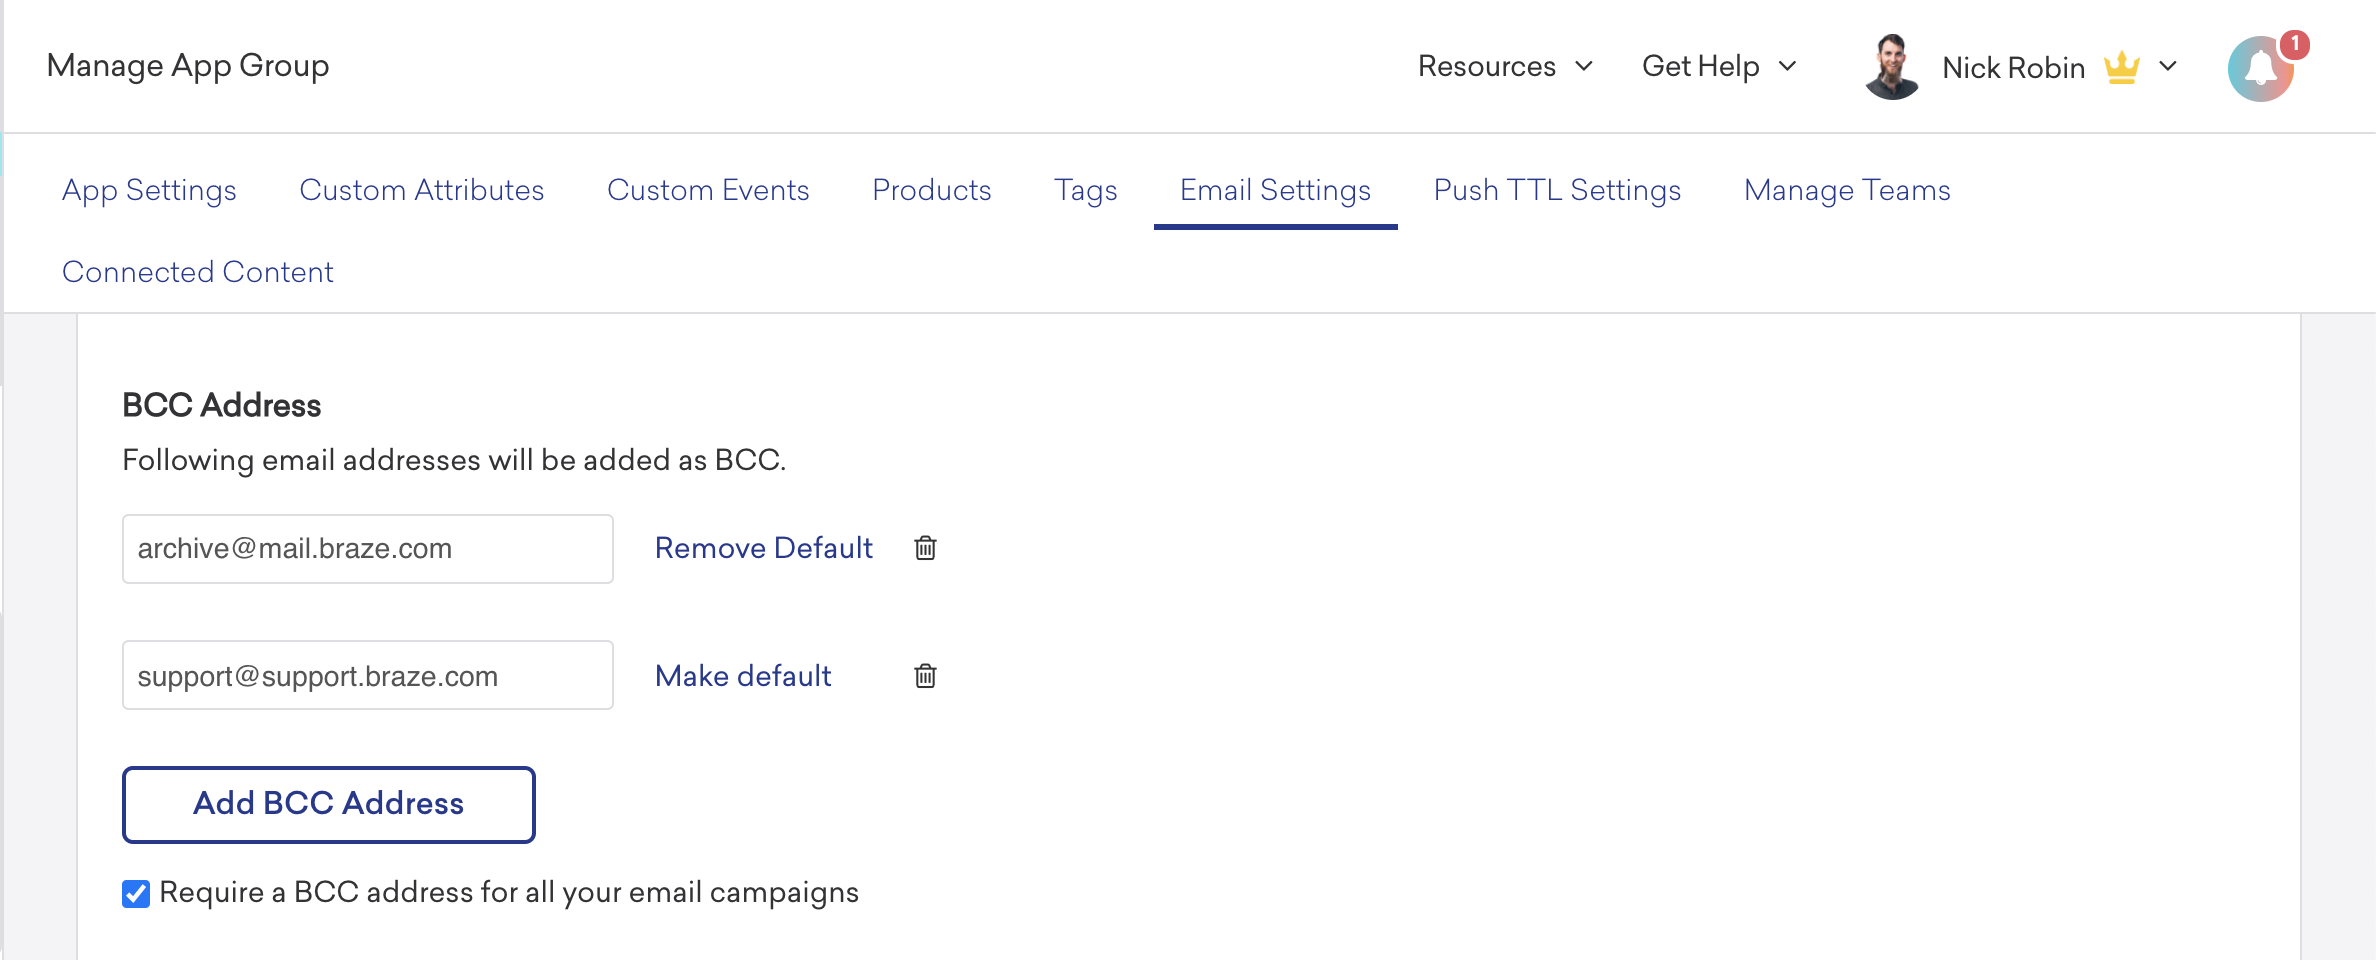 Manage App Group
Resources
Get Help
Nick Robin
1
App Settings
Custom Attributes
Custom Events
Products
Tags
Email Settings
Push TTL Settings
Manage Teams
Connected Content
BCC Address
Following email addresses will be added as BCC.
archive@mail.braze.com
Remove Default
support@support.braze.com
Make default
Add BCC Address
Require a BCC address for all your email campaigns